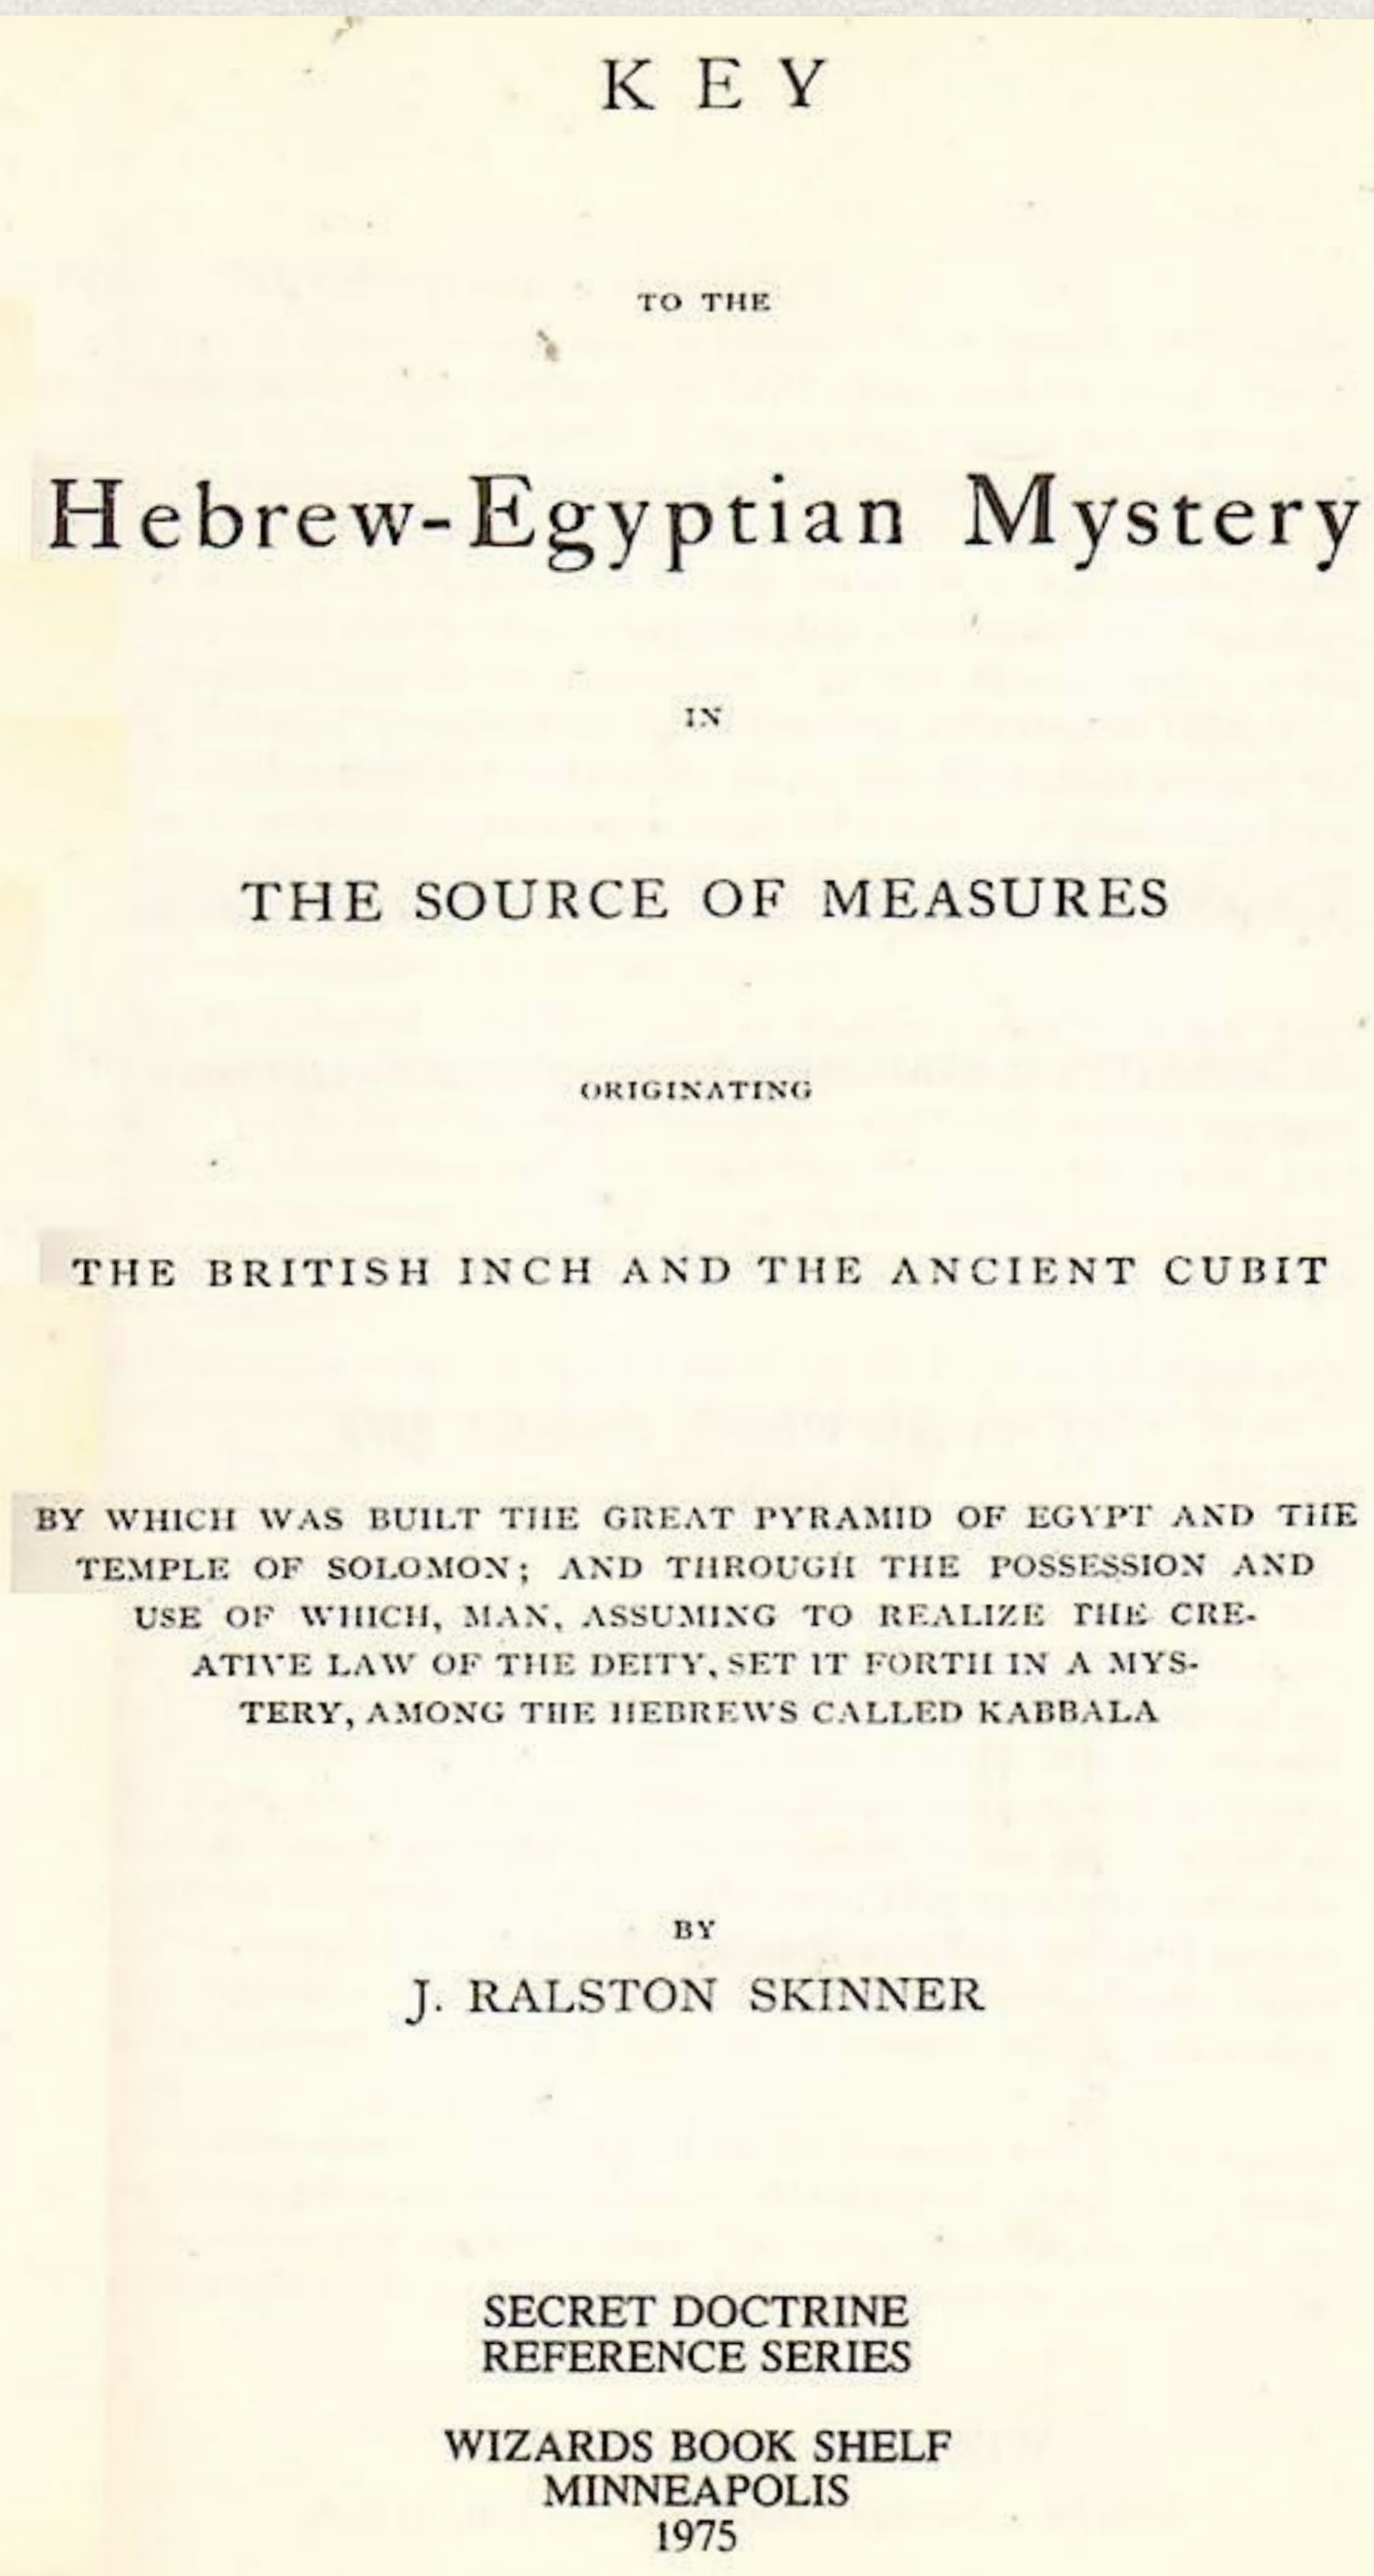 KEY
TO THE
Hebrew-Egyptian Mystery
IN
THE SOURCE OF MEASURES
ORIGINATING
THE BRITISH INCH AND THE ANCIENT CUBIT
BY WHICH WAS BUILT THE GREAT PYRAMID OF EGYPT AND THE
TEMPLE OF SOLOMON; AND THROUGH THE POSSESSION AND
USE OF WHICH, MAN, ASSUMING TO REALIZE THE CRE-
ATIVE LAW OF THE DEITY, SET IT FORTH IN A MYS-
TERY, AMONG THE HEBREWS CALLED KABBALA
BY
J. RALSTON SKINNER
SECRET DOCTRINE
REFERENCE SERIES
WIZARDS BOOK SHELF
MINNEAPOLIS
1975